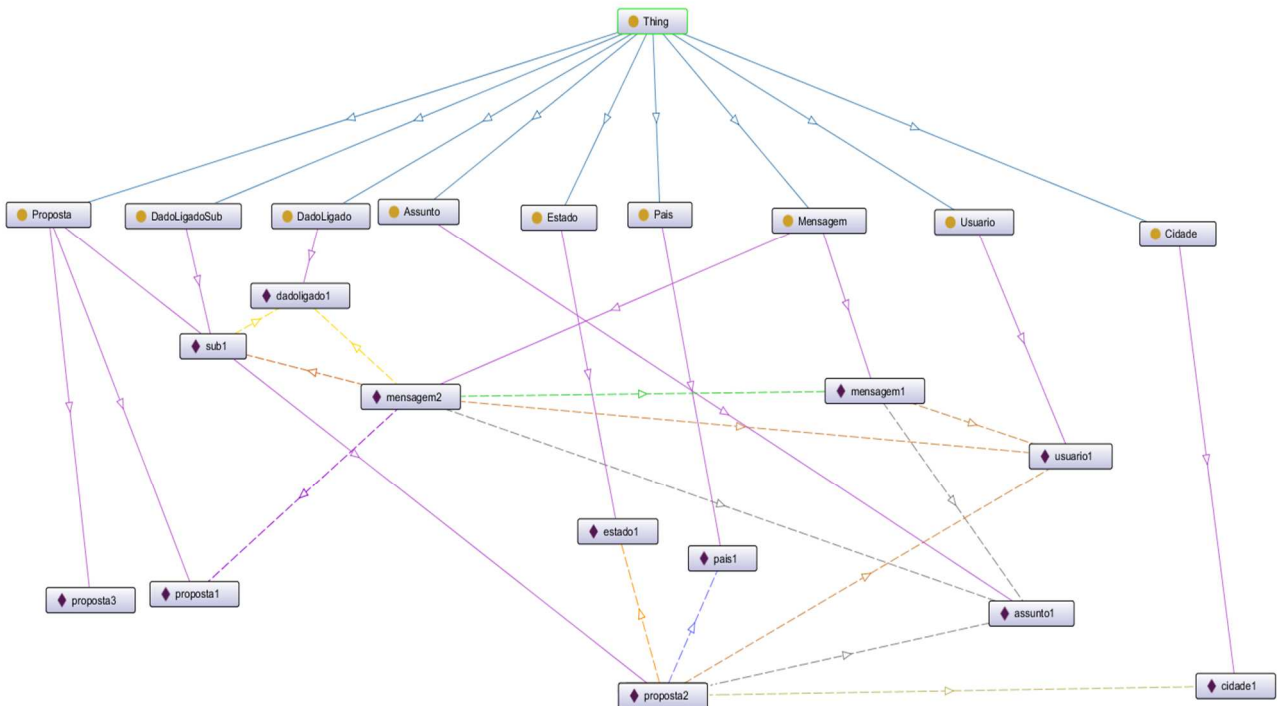 Thing
Proposta
DadoLigadoSub
DadoLigado
Assunto
Estado
Pais
Mensagem
Usuario
Cidade
dadoligado1
sub1
mensagem2
mensagem1
usuario1
estado1
pais1
proposta3
proposta1
assunto1
proposta2
cidade1